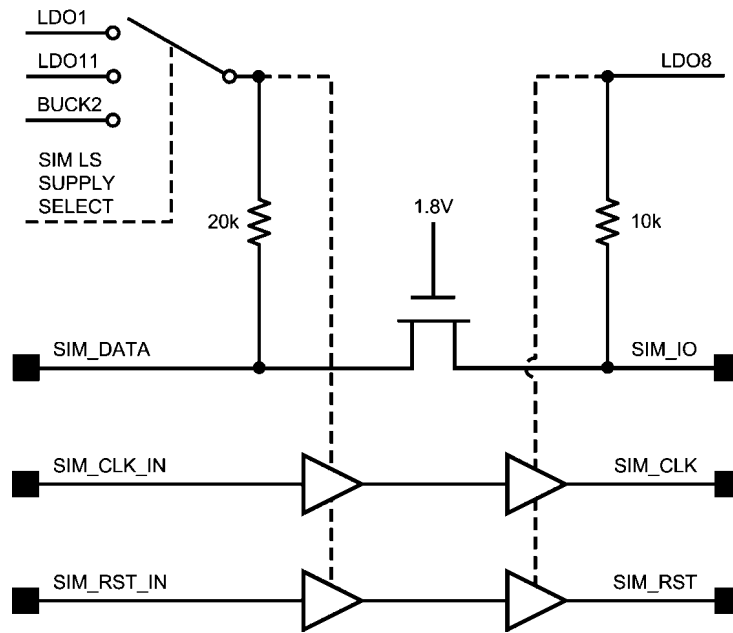 LDO1
LDO11
BUCK2
SIM LS
SUPPLY
SELECT
LDO8
20k
1.8V
10k
SIM_DATA
SIM_IO
SIM_CLK_IN
SIM_CLK
SIM_RST_IN
SIM_RST